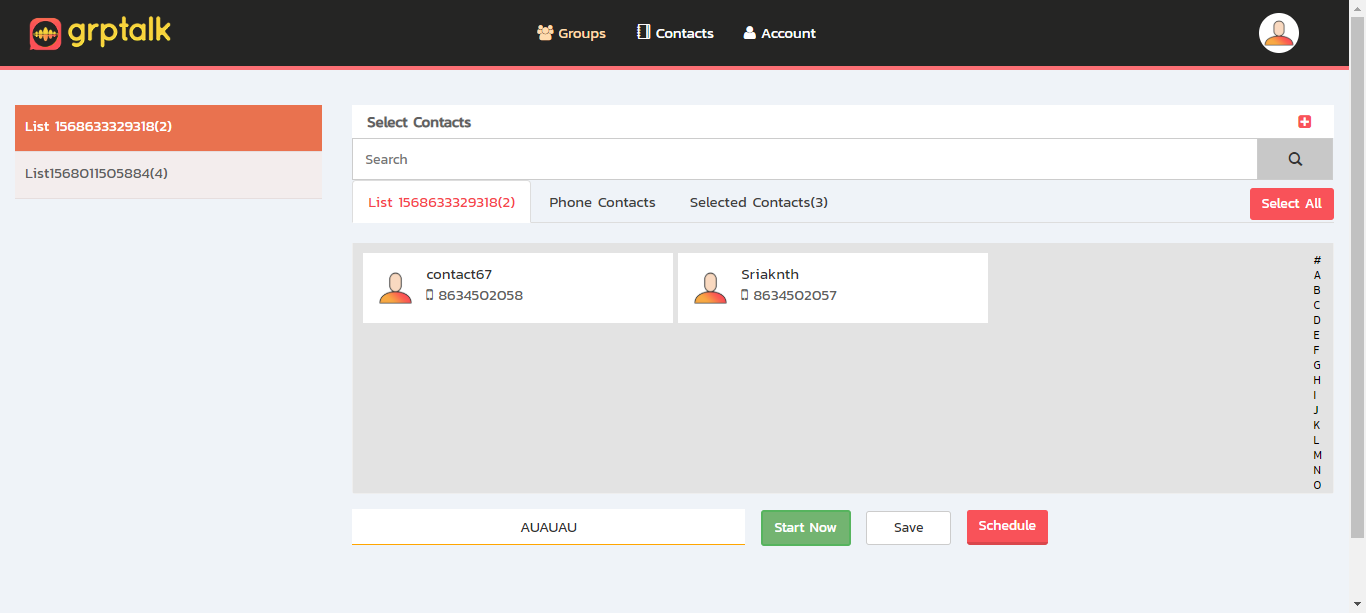 grptalk
Groups Contacts Account
List 1568633329318(2)
List1568011505884(4)
Select Contacts
Search
List 1568633329318(2) Phone Contacts Selected Contacts(3) Select All
contact67
8634502058
Sriaknth
8634502057
#
A
B
C
D
E
F
G
H
I
J
K
L
M
N
O
AUAUAU Start Now Save Schedule